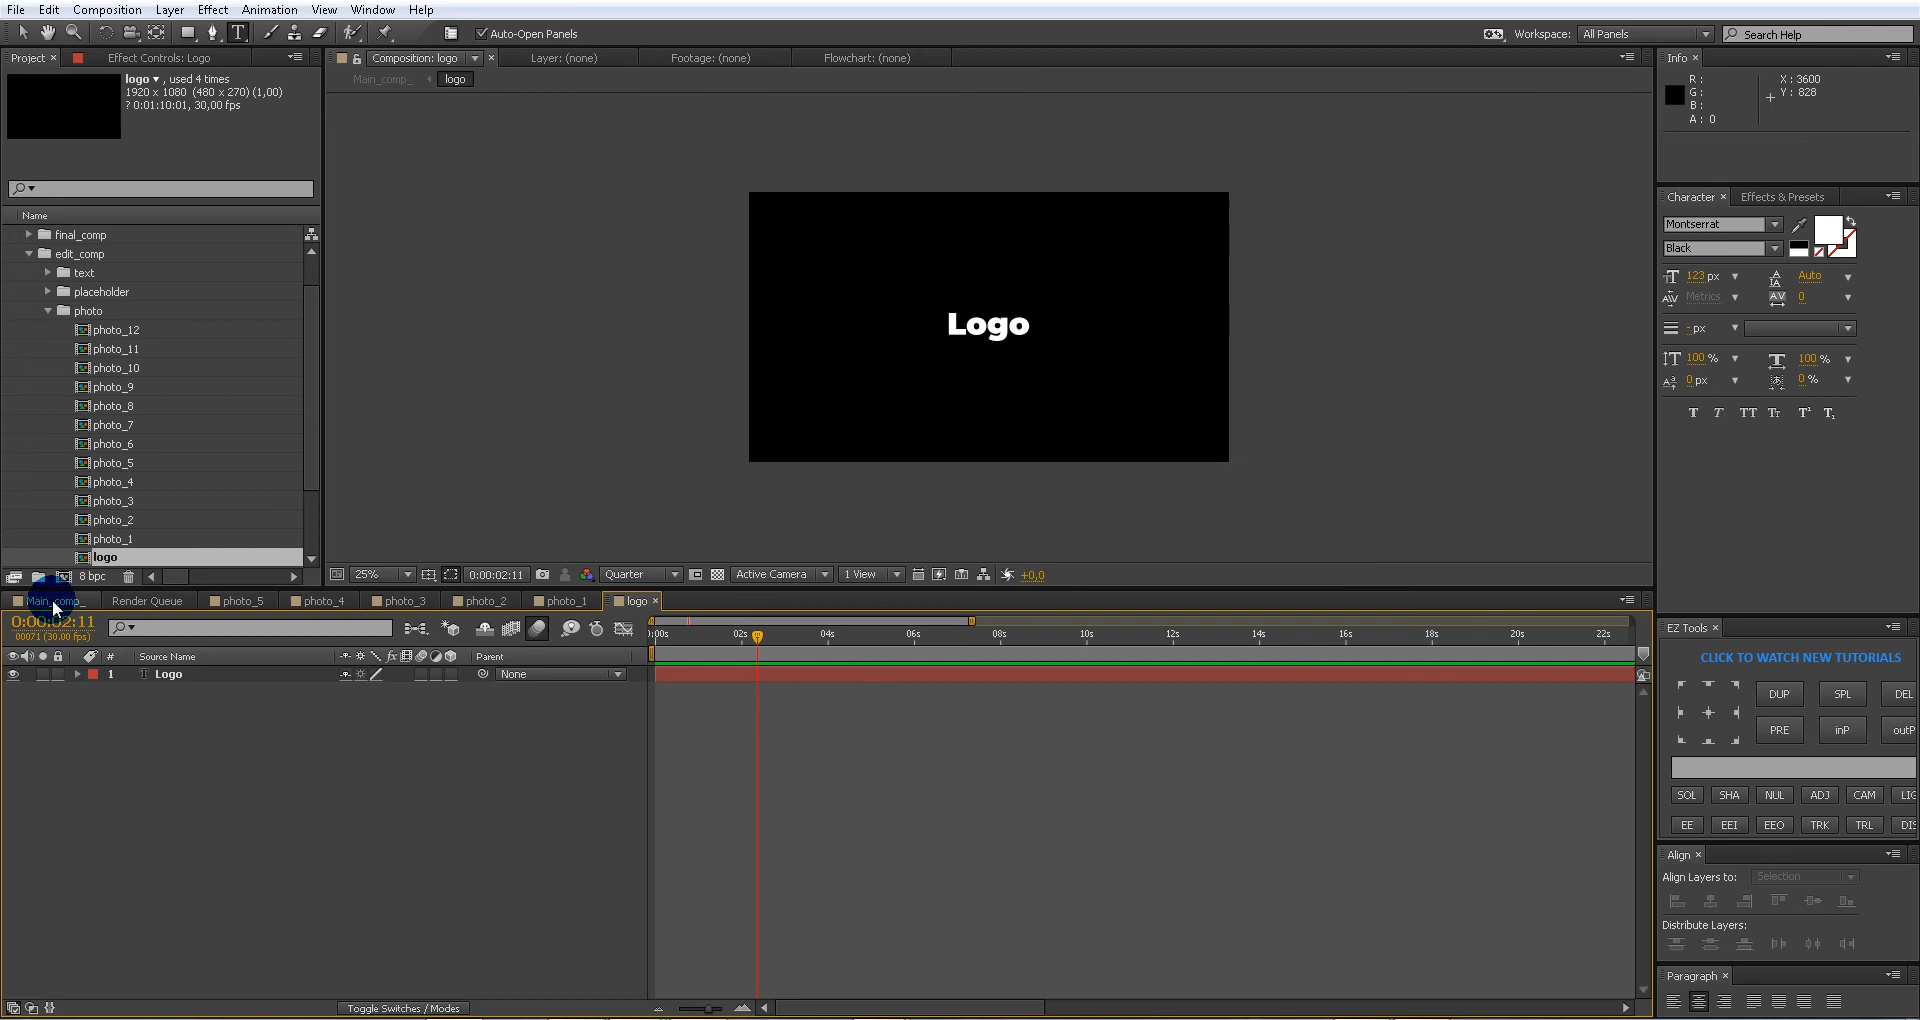 File Edit Composition Layer Effect Animation View Window Help
Auto-Open Panels
Workspace: All Panels
Search Help
Project × Effect Controls: Logo
logo ▾, used 4 times
1920 x 1080 (480 x 270) (1,00)
? 0:01:10:01, 30,00 fps
Name
final_comp
edit_comp
text
placeholder
photo
photo_12
photo_11
photo_10
photo_9
photo_8
photo_7
photo_6
photo_5
photo_4
photo_3
photo_2
photo_1
logo
8 bpc
Composition: logo × Layer: (none) Footage: (none) Flowchart: (none)
Main_comp_ logo
Logo
25% 0:00:02:11 Quarter Active Camera 1 View +0,0
Info ×
R : X : 3600
G : Y : 828
B :
A : 0
Character × Effects & Presets
Montserrat
Black
123 px Auto
Metrics 0
- px
100 % 100 %
0 px 0 %
T T TT Tt T¹ T₁
EZ Tools ×
CLICK TO WATCH NEW TUTORIALS
DUP SPL DEL
PRE inP outP
SOL SHA NUL ADJ CAM LIG
EE EEI EEO TRK TRL DIS
Align ×
Align Layers to: Selection
Distribute Layers:
Paragraph ×
Main_comp_ Render Queue photo_5 photo_4 photo_3 photo_2 photo_1 logo ×
0:00:02:11
00071 (30.00 fps)
# Source Name fx Parent
1 T Logo None
):00s 02s 04s 06s 08s 10s 12s 14s 16s 18s 20s 22s
Toggle Switches / Modes